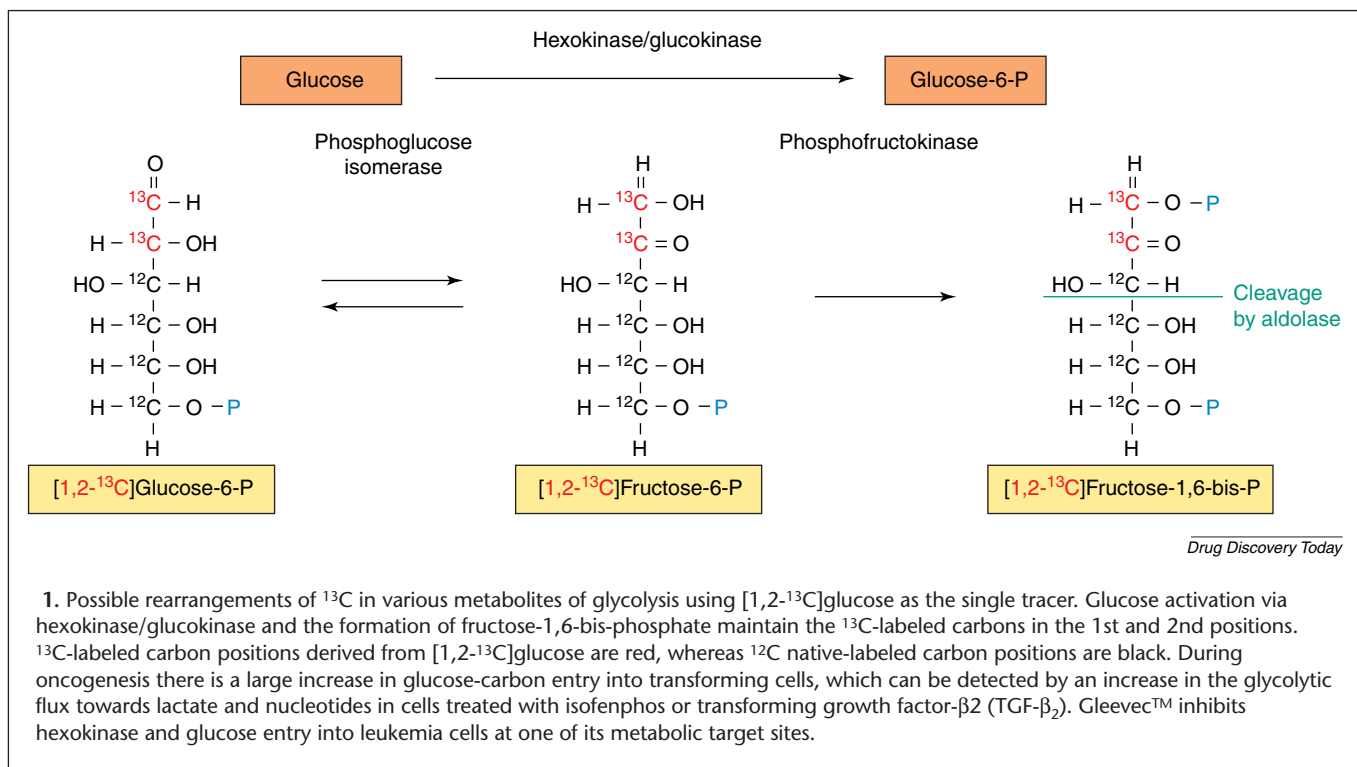 Hexokinase/glucokinase
Glucose
Glucose-6-P
Phosphoglucose
isomerase
Phosphofructokinase
O
¹³C – H
H – ¹³C – OH
HO – ¹²C – H
H – ¹²C – OH
H – ¹²C – OH
H – ¹²C – O – P
H
[1,2-¹³C]Glucose-6-P
H
H – ¹³C – OH
¹³C = O
HO – ¹²C – H
H – ¹²C – OH
H – ¹²C – OH
H – ¹²C – O – P
H
[1,2-¹³C]Fructose-6-P
H
H – ¹³C – O – P
¹³C = O
HO – ¹²C – H
Cleavage
by aldolase
H – ¹²C – OH
H – ¹²C – OH
H – ¹²C – O – P
H
[1,2-¹³C]Fructose-1,6-bis-P
Drug Discovery Today
1. Possible rearrangements of ¹³C in various metabolites of glycolysis using [1,2-¹³C]glucose as the single tracer. Glucose activation via
hexokinase/glucokinase and the formation of fructose-1,6-bis-phosphate maintain the ¹³C-labeled carbons in the 1st and 2nd positions.
¹³C-labeled carbon positions derived from [1,2-¹³C]glucose are red, whereas ¹²C native-labeled carbon positions are black. During
oncogenesis there is a large increase in glucose-carbon entry into transforming cells, which can be detected by an increase in the glycolytic
flux towards lactate and nucleotides in cells treated with isofenphos or transforming growth factor-β2 (TGF-β₂). Gleevec™ inhibits
hexokinase and glucose entry into leukemia cells at one of its metabolic target sites.